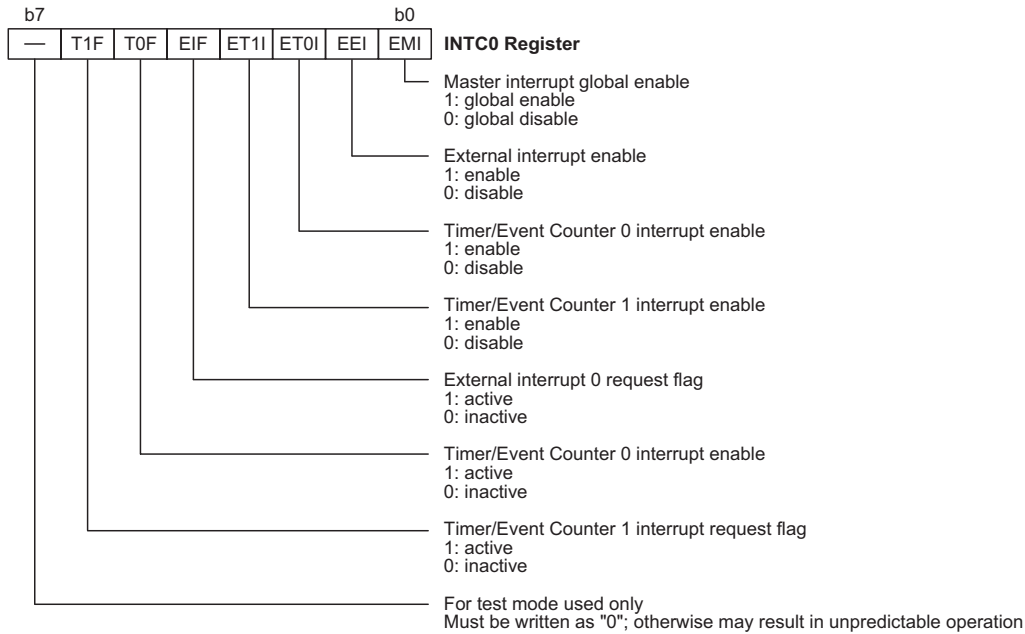 b7 b0
— T1F T0F EIF ET1I ET0I EEI EMI INTC0 Register
Master interrupt global enable
1: global enable
0: global disable
External interrupt enable
1: enable
0: disable
Timer/Event Counter 0 interrupt enable
1: enable
0: disable
Timer/Event Counter 1 interrupt enable
1: enable
0: disable
External interrupt 0 request flag
1: active
0: inactive
Timer/Event Counter 0 interrupt enable
1: active
0: inactive
Timer/Event Counter 1 interrupt request flag
1: active
0: inactive
For test mode used only
Must be written as "0"; otherwise may result in unpredictable operation